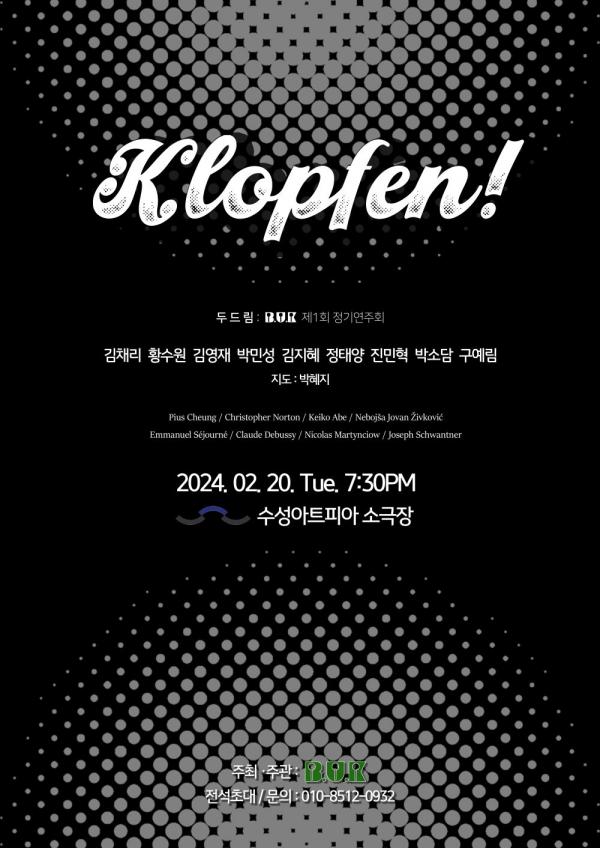 Klopfen!
두드림 : B.U.K 제1회 정기연주회
김채리 황수원 김영재 박민성 김지혜 정태양 진민혁 박소담 구예림
지도 : 박혜지
Pius Cheung / Christopher Norton / Keiko Abe / Nebojša Jovan Živković
Emmanuel Séjourné / Claude Debussy / Nicolas Martynciow / Joseph Schwantner
2024. 02. 20. Tue. 7:30PM
수성아트피아 소극장
주최·주관 : B.U.K
전석초대 / 문의 : 010-8512-0932